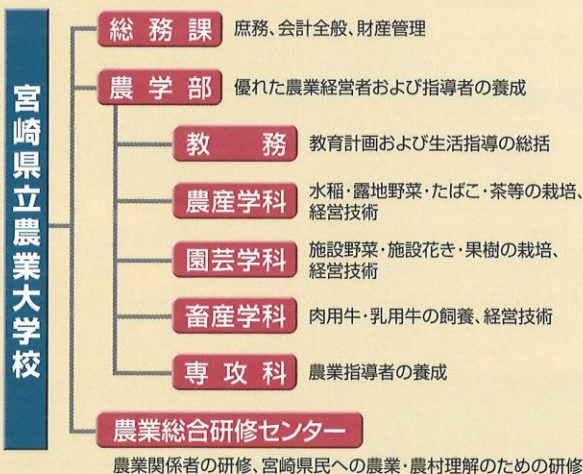 宮崎県立農業大学校
総務課
庶務、会計全般、財産管理
農学部
優れた農業経営者および指導者の養成
教務
教育計画および生活指導の総括
農産学科
水稲・露地野菜・たばこ・茶等の栽培、
経営技術
園芸学科
施設野菜・施設花き・果樹の栽培、
経営技術
畜産学科
肉用牛・乳用牛の飼養、経営技術
専攻科
農業指導者の養成
農業総合研修センター
農業関係者の研修、宮崎県民への農業・農村理解のための研修